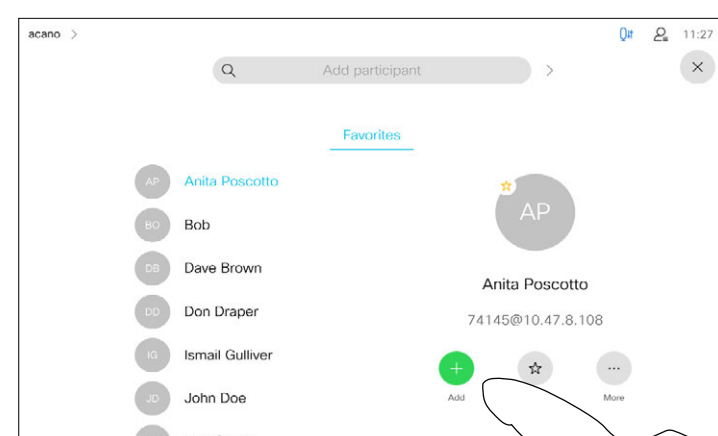 acano >
11:27
Add participant >
Favorites
AP Anita Poscotto
BO Bob
DB Dave Brown
DD Don Draper
IG Ismail Gulliver
JD John Doe
AP
Anita Poscotto
74145@10.47.8.108
Add
More